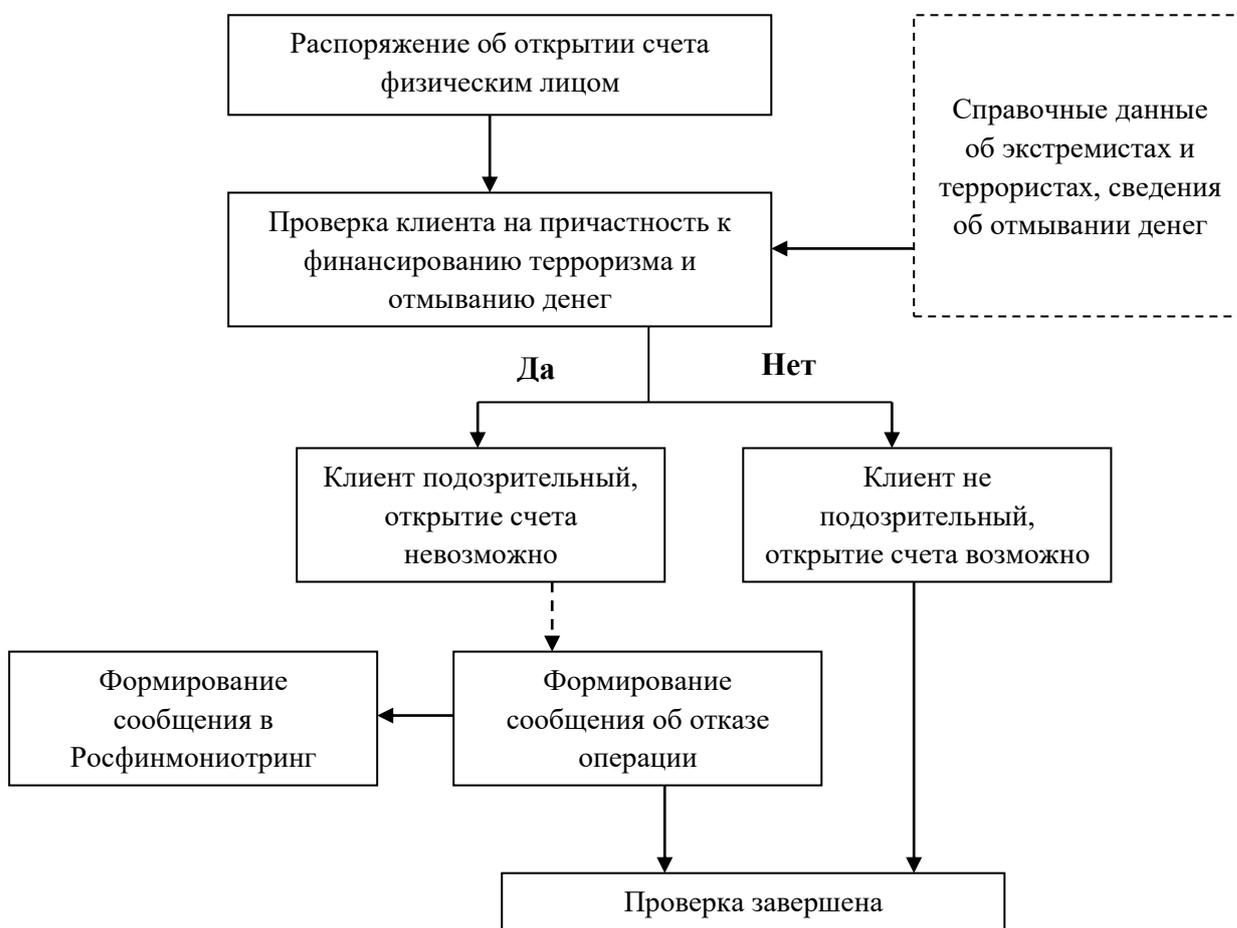 Распоряжение об открытии счета
физическим лицом
Справочные данные
об экстремистах и
террористах, сведения
об отмывании денег
Проверка клиента на причастность к
финансированию терроризма и
отмыванию денег
Да
Нет
Клиент подозрительный,
открытие счета
невозможно
Клиент не
подозрительный,
открытие счета возможно
Формирование
сообщения в
Росфинмониотринг
Формирование
сообщения об отказе
операции
Проверка завершена